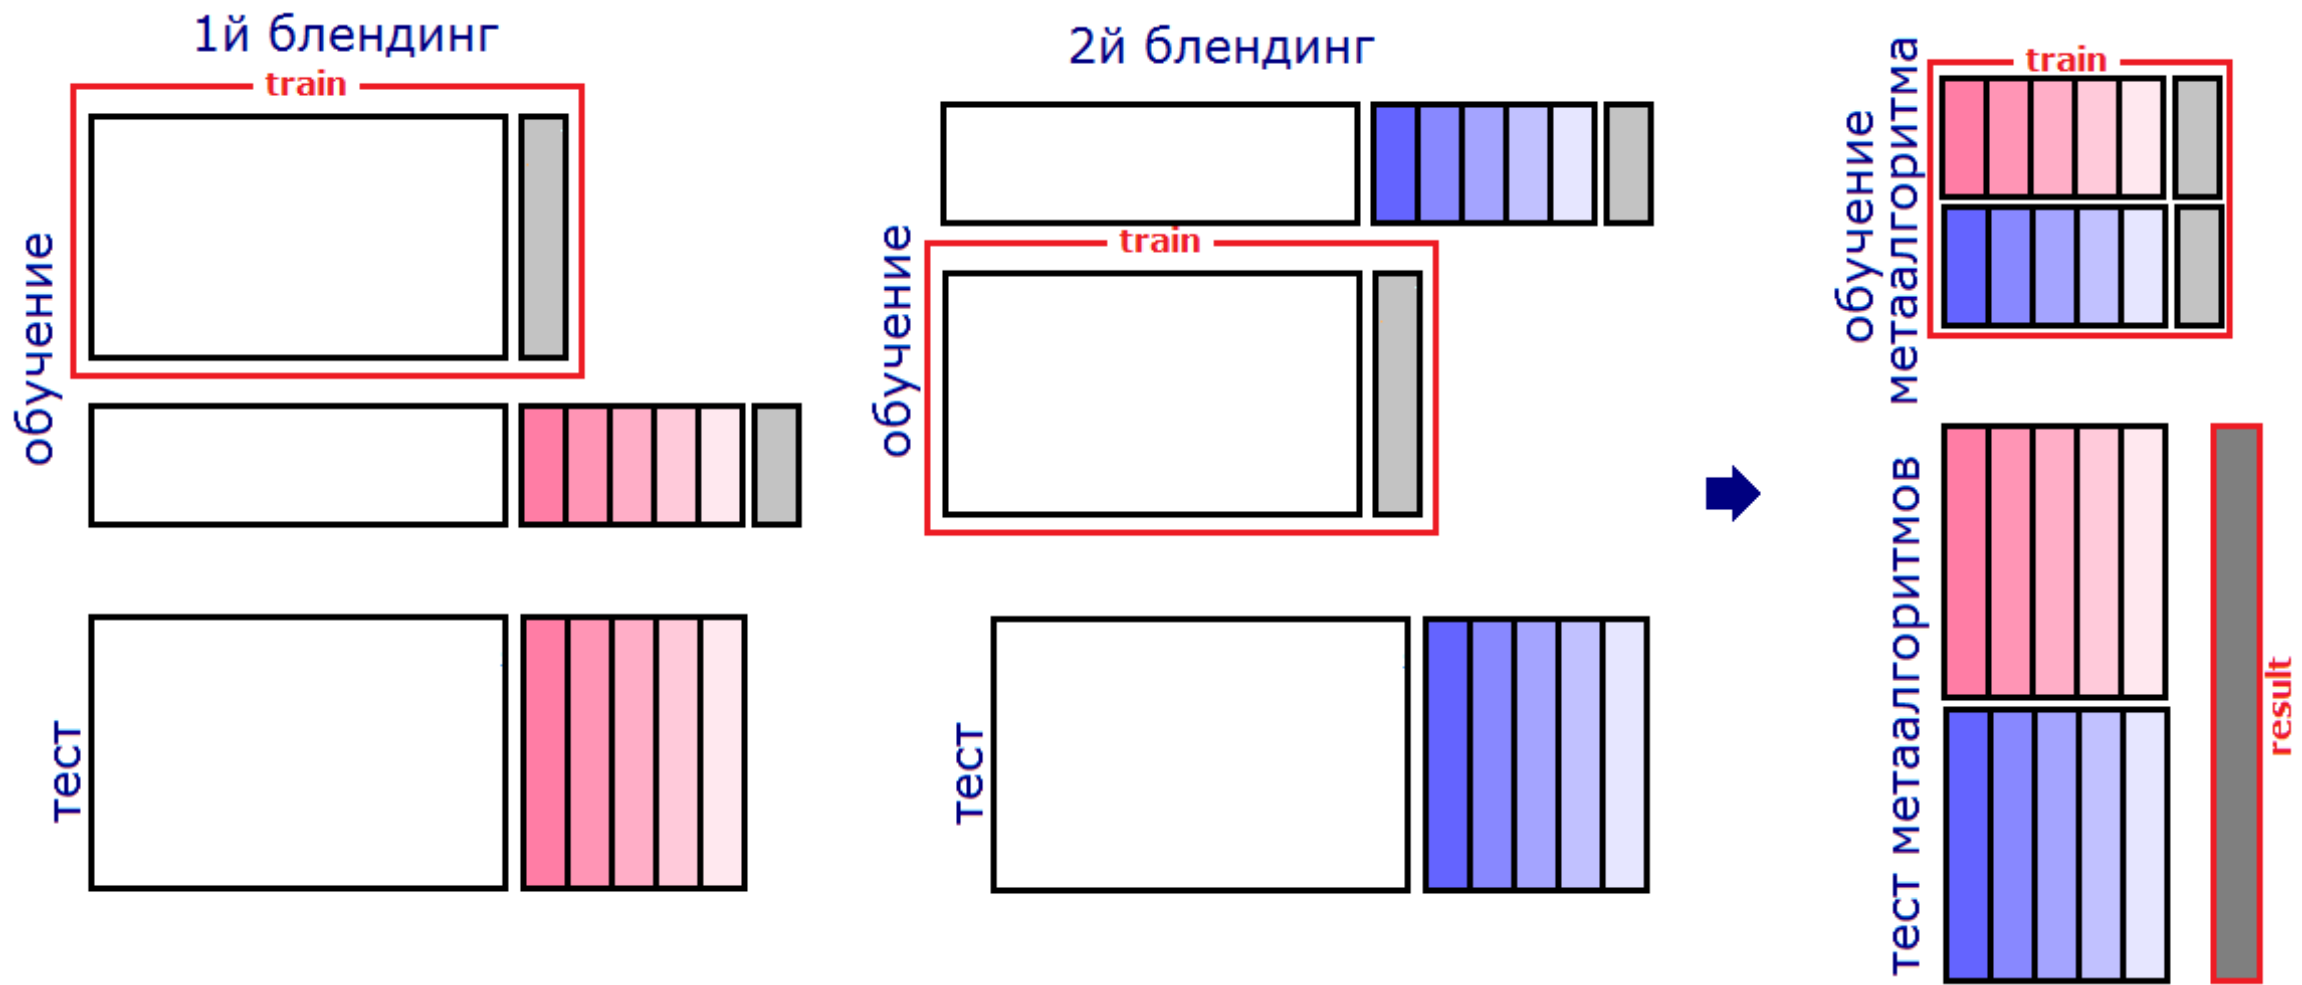 1й блендинг
train
обучение
тест
2й блендинг
train
обучение
тест
обучение
метаалгоритма
train
тест метаалгоритмов
result